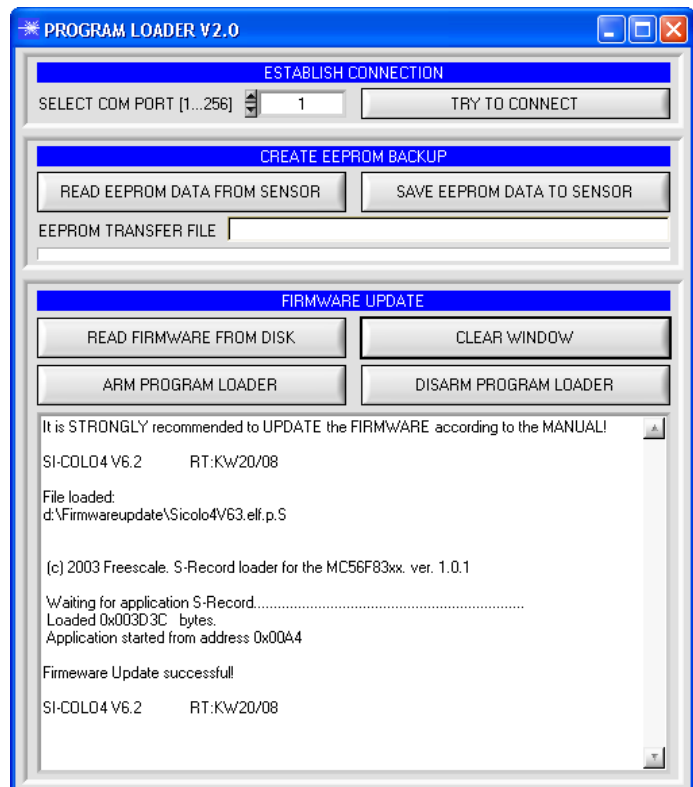 PROGRAM LOADER V2.0
ESTABLISH CONNECTION
SELECT COM PORT [1...256] 1 TRY TO CONNECT
CREATE EEPROM BACKUP
READ EEPROM DATA FROM SENSOR SAVE EEPROM DATA TO SENSOR
EEPROM TRANSFER FILE
FIRMWARE UPDATE
READ FIRMWARE FROM DISK CLEAR WINDOW
ARM PROGRAM LOADER DISARM PROGRAM LOADER
It is STRONGLY recommended to UPDATE the FIRMWARE according to the MANUAL!
SI-COLO4 V6.2 RT:KW20/08
File loaded:
d:\Firmwareupdate\Sicolo4V63.elf.p.S
(c) 2003 Freescale. S-Record loader for the MC56F83xx. ver. 1.0.1
Waiting for application S-Record...................................................................
Loaded 0x003D3C bytes.
Application started from address 0x00A4
Firmeware Update successful!
SI-COLO4 V6.2 RT:KW20/08